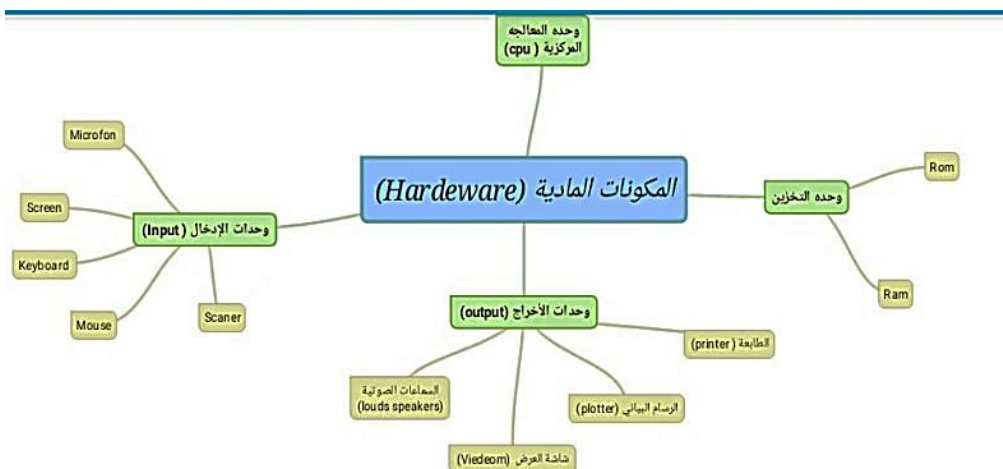 وحده المعالجه
المركزية (cpu )
المكونات المادية (Hardeware)
وحده التخزين
Rom
Ram
وحدات الإدخال (Input )
Microfon
Screen
Keyboard
Mouse
Scaner
وحدات الأخراج (output)
الطابعة (printer )
الرسام البياني (plotter)
شاشة العرض (Viedeom)
السماعات الصوتية
(louds speakers)